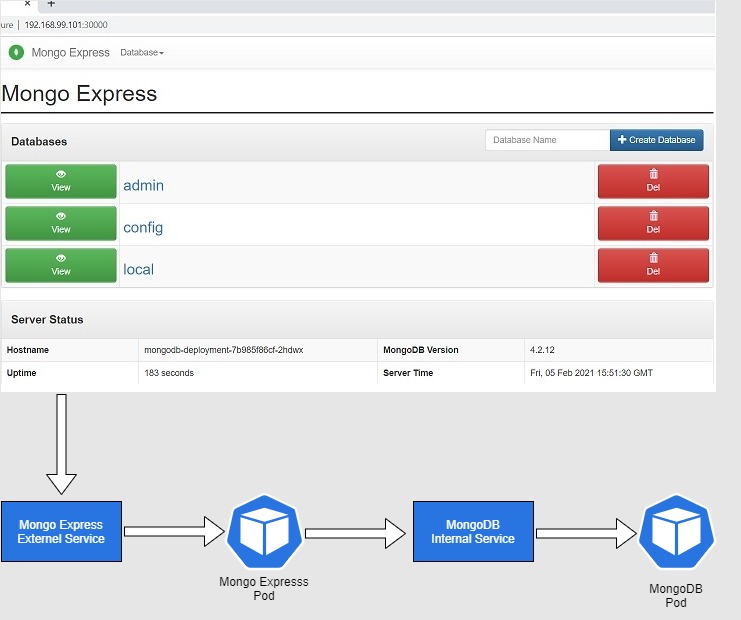 × +
ure | 192.168.99.101:30000
Mongo Express Database
Mongo Express
Databases Database Name + Create Database
View admin Del
View config Del
View local Del
Server Status
Hostname mongodb-deployment-7b985f86cf-2hdwx MongoDB Version 4.2.12
Uptime 183 seconds Server Time Fri, 05 Feb 2021 15:51:30 GMT
Mongo Express
Externel Service
MongoDB
Internal Service
Mongo Expresss
Pod
MongoDB
Pod